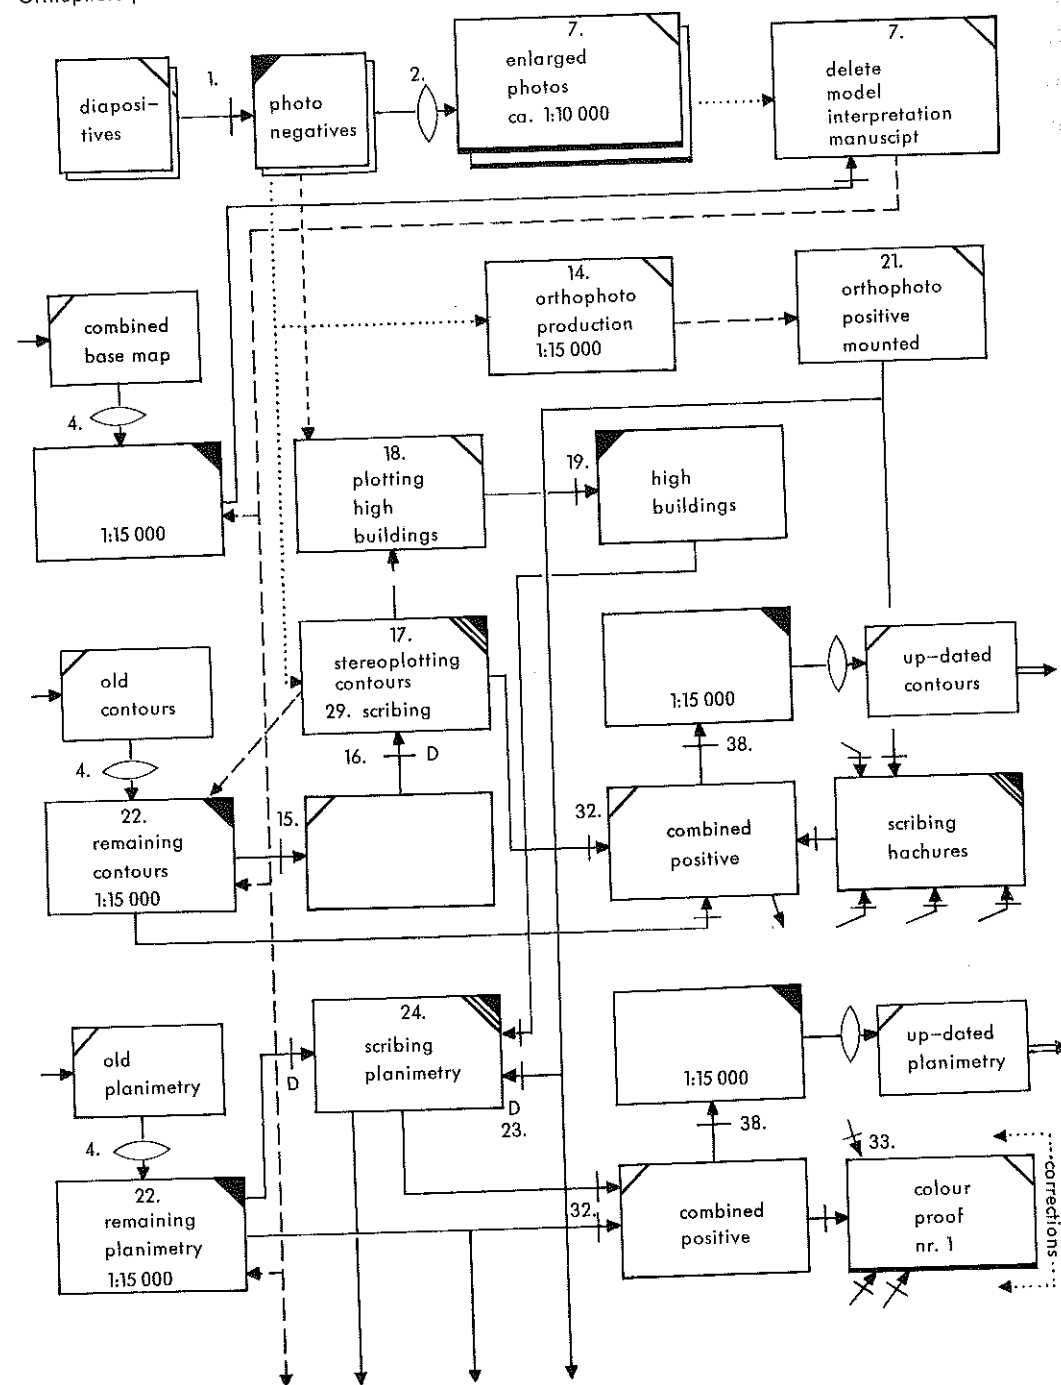 diaposi-
tives
1.
photo
negatives
2.
7.
enlarged
photos
ca. 1:10 000
7.
delete
model
interpretation
manuscipt
combined
base map
4.
1:15 000
14.
orthophoto
production
1:15 000
21.
orthophoto
positive
mounted
18.
plotting
high
buildings
19.
high
buildings
old
contours
4.
17.
stereoplotting
contours
29. scribing
16.
D
1:15 000
up-dated
contours
38.
22.
remaining
contours
1:15 000
15.
32.
combined
positive
scribing
hachures
old
planimetry
4.
D
24.
scribing
planimetry
D
23.
1:15 000
up-dated
planimetry
38.
33.
22.
remaining
planimetry
1:15 000
32.
combined
positive
colour
proof
nr. 1
corrections